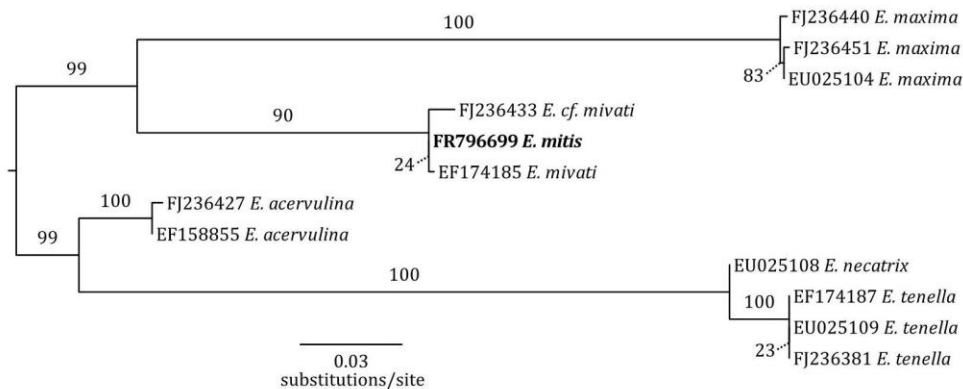 FJ236440 E. maxima
100
FJ236451 E. maxima
99
83
EU025104 E. maxima
FJ236433 E. cf. mivati
90
FR796699 E. mitis
24
EF174185 E. mivati
100
FJ236427 E. acervulina
99
EF158855 E. acervulina
EU025108 E. necatrix
100
EF174187 E. tenella
100
EU025109 E. tenella
23
FJ236381 E. tenella
0.03
substitutions/site